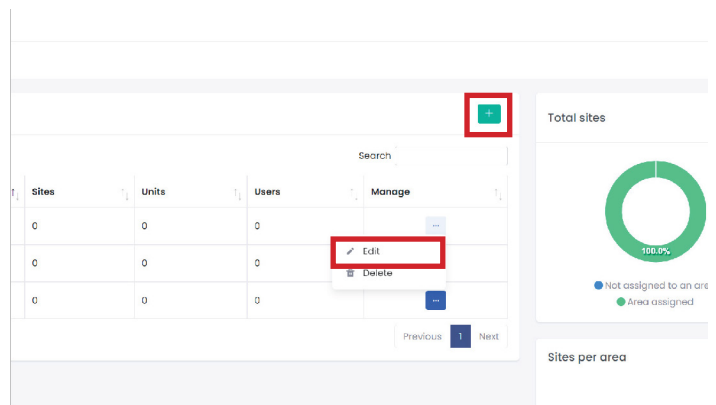 +
Total sites
Search
Sites Units Users Manage
0 0 0 ...
Edit
0 0 0
Delete
0 0 0 ...
Previous 1 Next
100.0%
Not assigned to an are
Area assigned
Sites per area